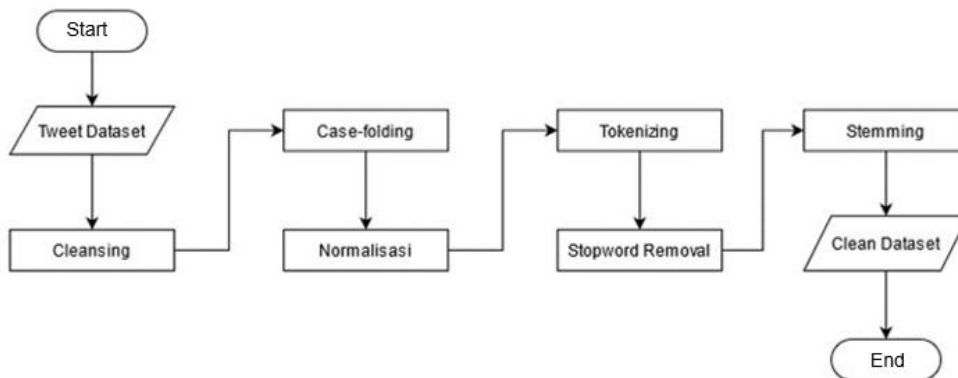 Start
Tweet Dataset
Cleansing
Case-folding
Normalisasi
Tokenizing
Stopword Removal
Stemming
Clean Dataset
End